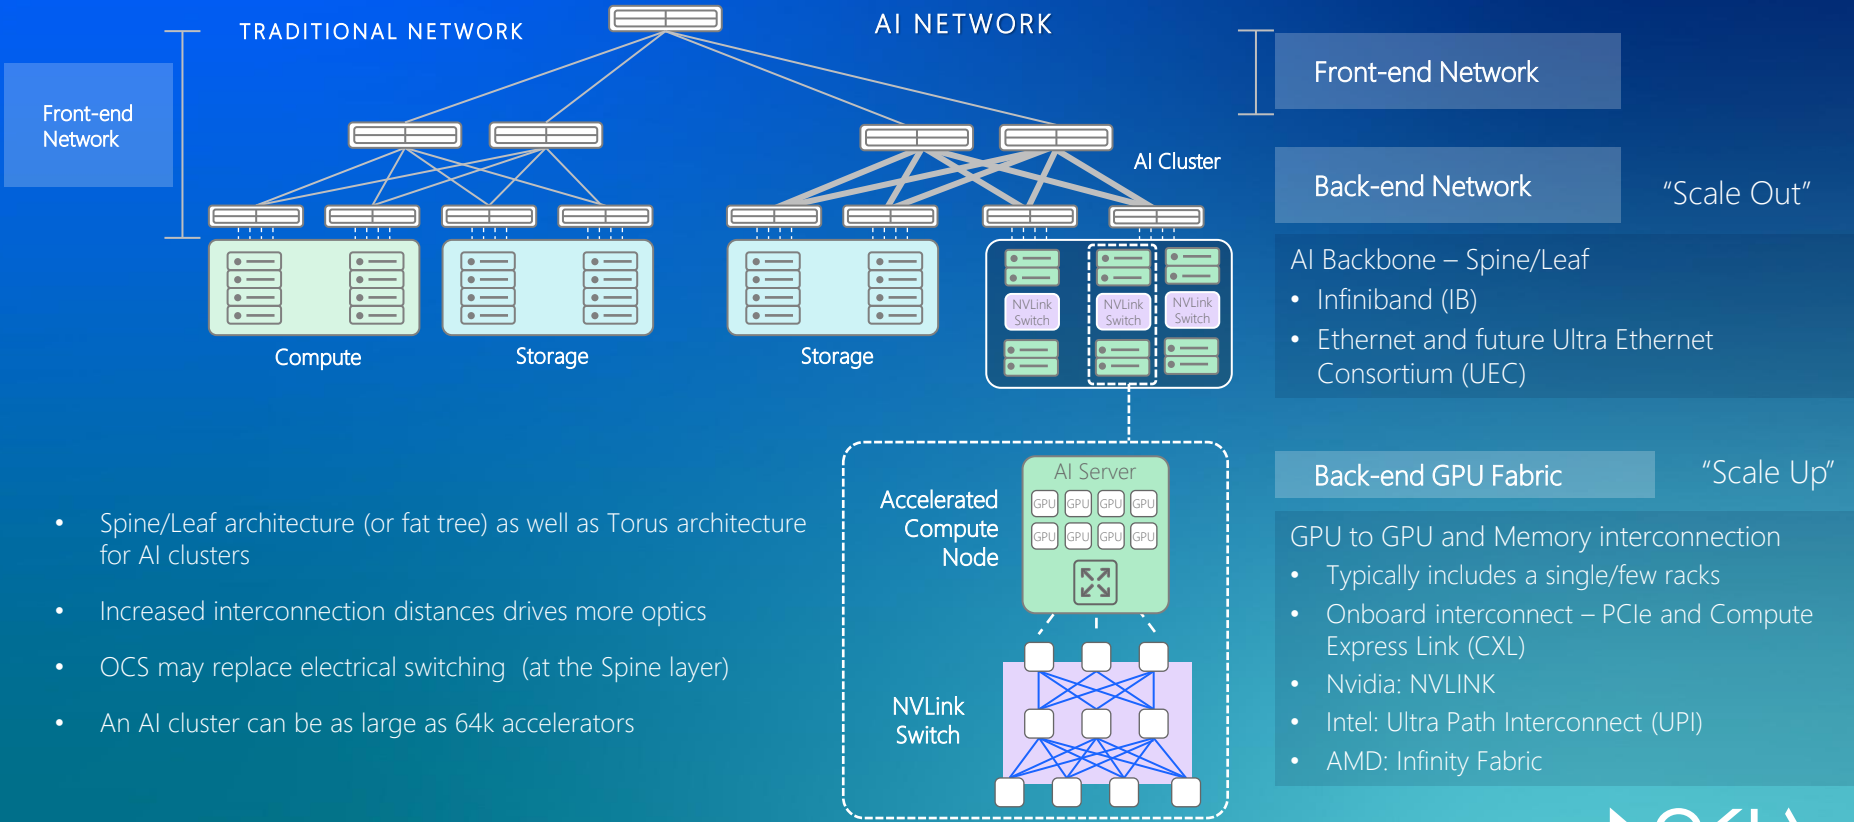 TRADITIONAL NETWORK
AI NETWORK
Front-end
Network
Front-end Network
AI Cluster
Back-end Network
“Scale Out”
AI Backbone – Spine/Leaf
• Infiniband (IB)
• Ethernet and future Ultra Ethernet
Consortium (UEC)
NVLink
Switch
NVLink
Switch
NVLink
Switch
Compute
Storage
Storage
Back-end GPU Fabric
“Scale Up”
GPU to GPU and Memory interconnection
• Typically includes a single/few racks
• Onboard interconnect – PCIe and Compute
Express Link (CXL)
• Nvidia: NVLINK
• Intel: Ultra Path Interconnect (UPI)
• AMD: Infinity Fabric
AI Server
GPU GPU GPU GPU
GPU GPU GPU GPU
Accelerated
Compute
Node
NVLink
Switch
• Spine/Leaf architecture (or fat tree) as well as Torus architecture
for AI clusters
• Increased interconnection distances drives more optics
• OCS may replace electrical switching (at the Spine layer)
• An AI cluster can be as large as 64k accelerators